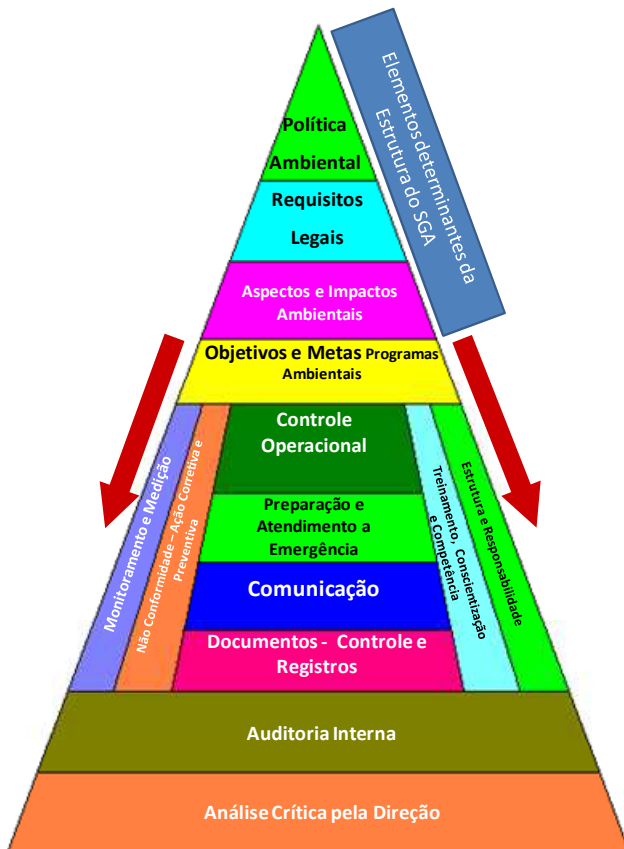 Política
Ambiental
Elementos determinantes da
Estrutura do SGA
Requisitos
Legais
Aspectos e Impactos
Ambientais
Objetivos e Metas Programas
Ambientais
Monitoramento e Medição
Não Conformidade – Ação Corretiva e
Preventiva
Controle
Operacional
Preparação e
Atendimento a
Emergência
Comunicação
Documentos - Controle e
Registros
Treinamento, Conscientização
e Competência
Estrutura e Responsabilidade
Auditoria Interna
Análise Crítica pela Direção